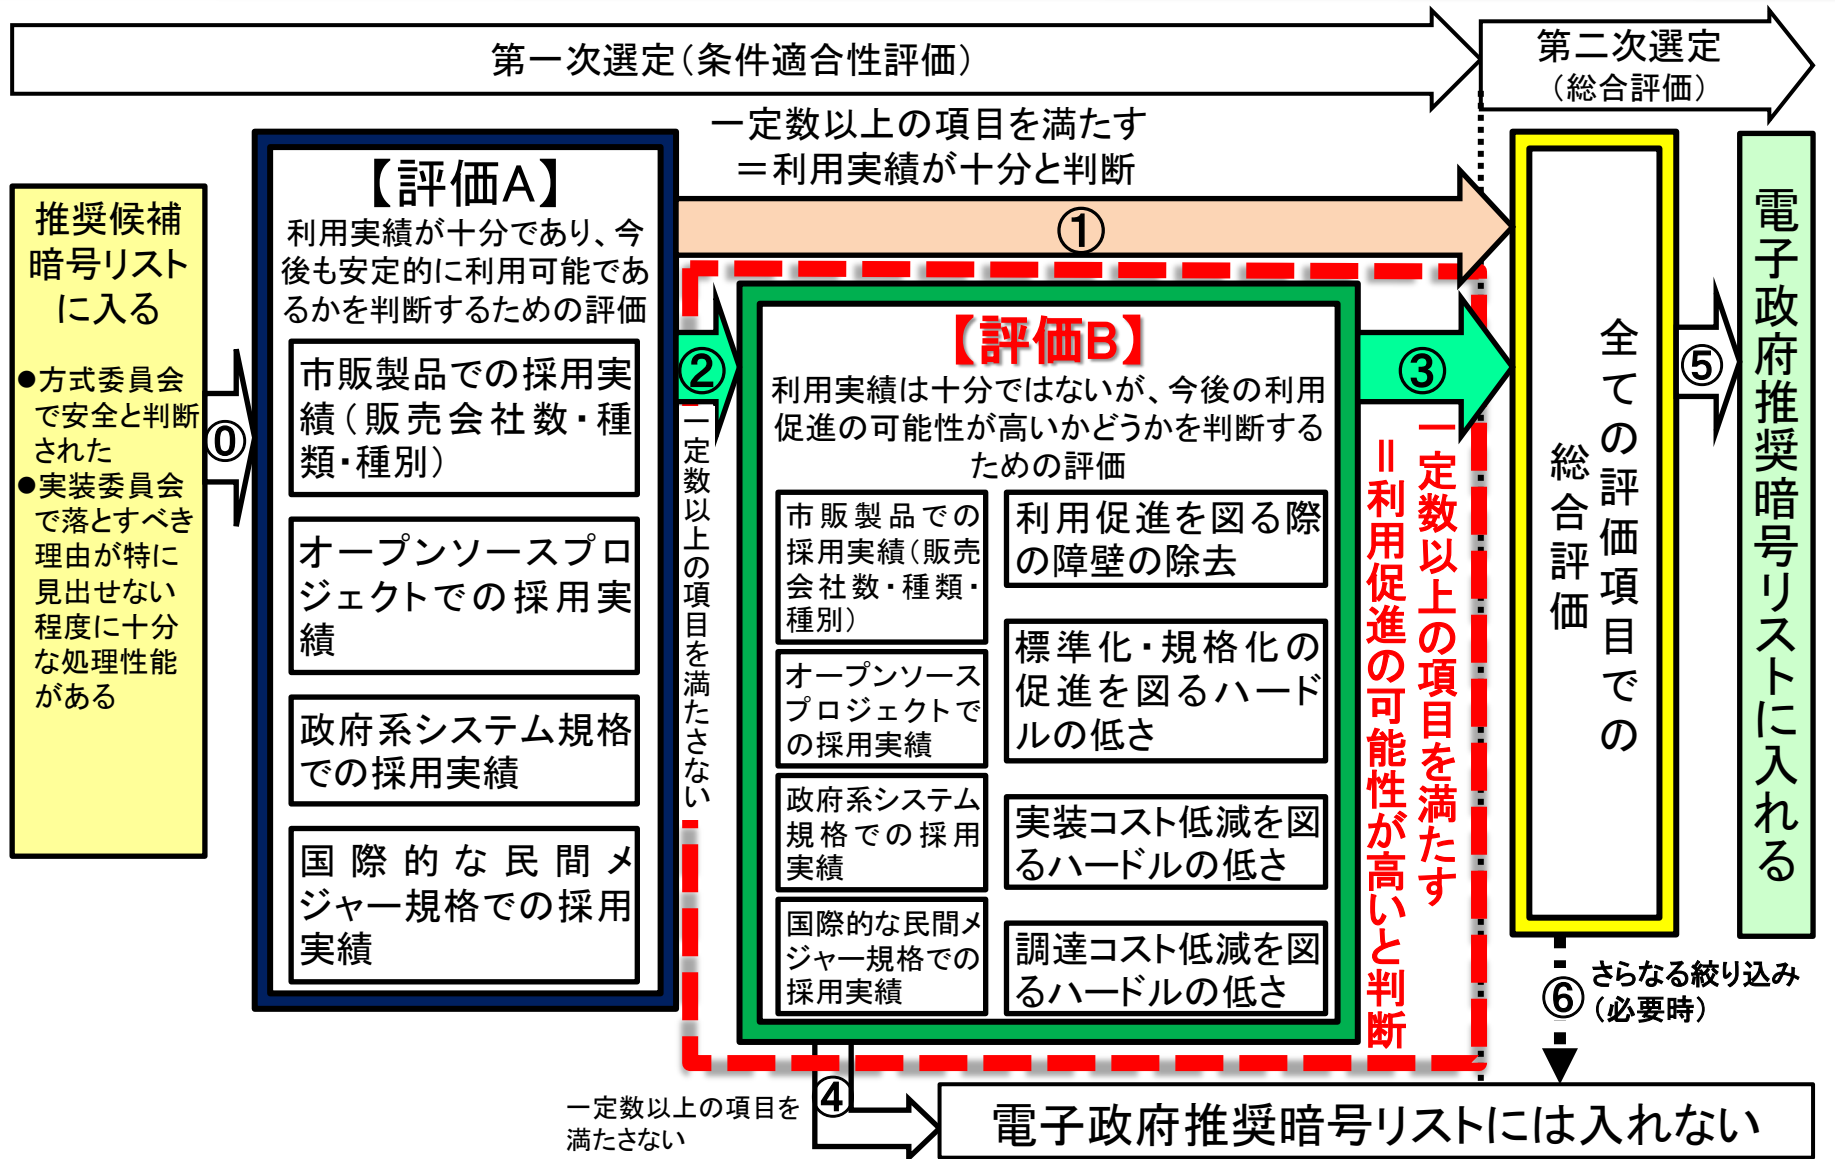 第一次選定（条件適合性評価）
第二次選定
（総合評価）
一定数以上の項目を満たす
＝利用実績が十分と判断
推奨候補
暗号リスト
に入る
●方式委員会
で安全と判断
された
●実装委員会
で落とすべき
理由が特に
見出せない
程度に十分
な処理性能
がある
⓪
【評価A】
利用実績が十分であり、今
後も安定的に利用可能であ
るかを判断するための評価
市販製品での採用実
績（販売会社数・種
類・種別）
オープンソースプロ
ジェクトでの採用実
績
政府系システム規格
での採用実績
国際的な民間メ
ジャー規格での採用
実績
①
②
一定数以上の項目を満たさない
【評価B】
利用実績は十分ではないが、今後の利用
促進の可能性が高いかどうかを判断する
ための評価
市販製品での
採用実績（販売
会社数・種類・
種別）
オープンソース
プロジェクトで
の採用実績
政府系システム
規格での採用
実績
国際的な民間メ
ジャー規格での
採用実績
利用促進を図る際
の障壁の除去
標準化・規格化の
促進を図るハード
ルの低さ
実装コスト低減を図
るハードルの低さ
調達コスト低減を図
るハードルの低さ
③
一定数以上の項目を満たす
＝利用促進の可能性が高いと判断
全ての評価項目での
総合評価
⑤
電子政府推奨暗号リストに入れる
⑥
さらなる絞り込み
（必要時）
④
一定数以上の項目を
満たさない
電子政府推奨暗号リストには入れない